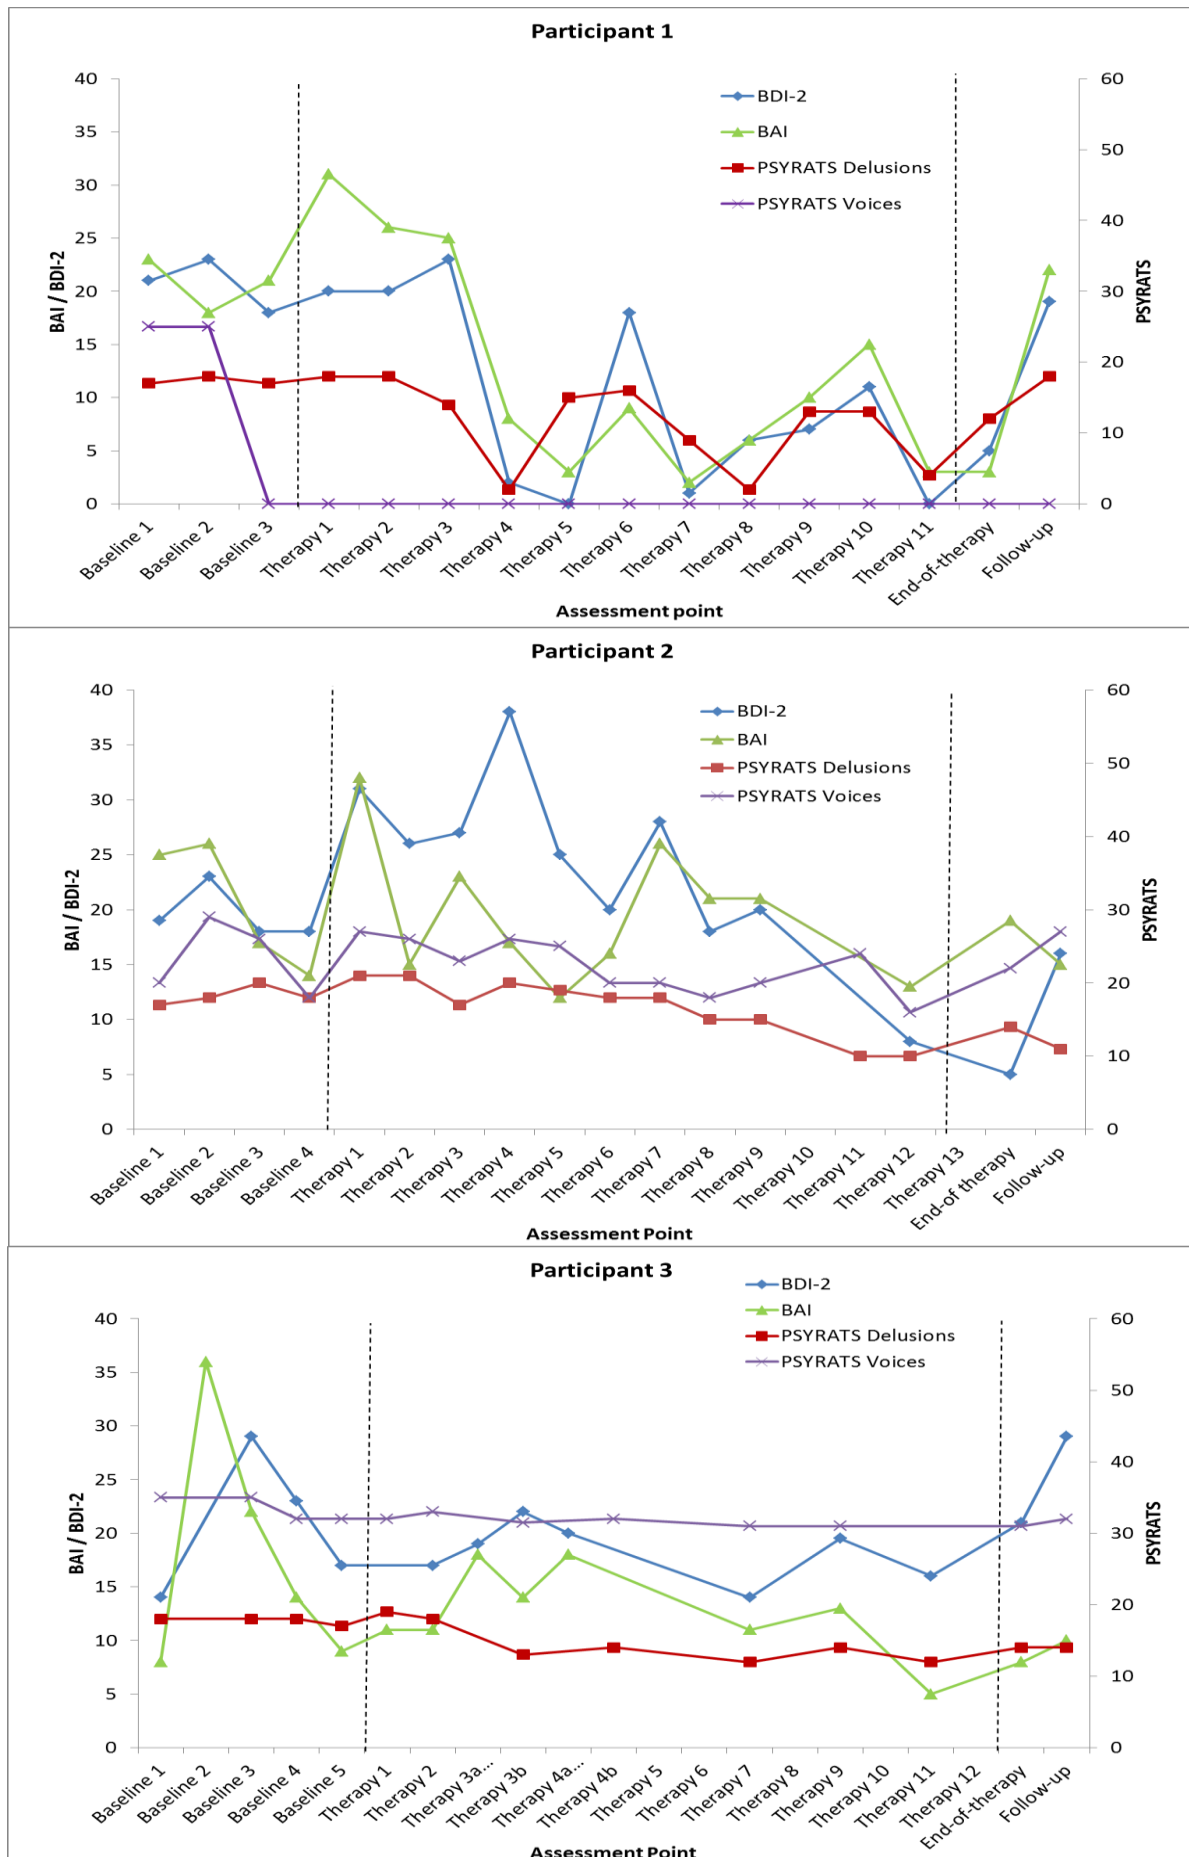 Participant 1
BDI-2
BAI
PSYRATS Delusions
PSYRATS Voices
40
35
30
25
20
15
10
5
0
BAI / BDI-2
60
50
40
30
20
10
0
PSYRATS
Baseline 1
Baseline 2
Baseline 3
Therapy 1
Therapy 2
Therapy 3
Therapy 4
Therapy 5
Therapy 6
Therapy 7
Therapy 8
Therapy 9
Therapy 10
Therapy 11
End-of-therapy
Follow-up
Assessment point
Participant 2
BDI-2
BAI
PSYRATS Delusions
PSYRATS Voices
40
35
30
25
20
15
10
5
0
BAI / BDI-2
60
50
40
30
20
10
0
PSYRATS
Baseline 1
Baseline 2
Baseline 3
Baseline 4
Therapy 1
Therapy 2
Therapy 3
Therapy 4
Therapy 5
Therapy 6
Therapy 7
Therapy 8
Therapy 9
Therapy 10
Therapy 11
Therapy 12
Therapy 13
End-of therapy
Follow-up
Assessment Point
Participant 3
BDI-2
BAI
PSYRATS Delusions
PSYRATS Voices
40
35
30
25
20
15
10
5
0
BAI / BDI-2
60
50
40
30
20
10
0
PSYRATS
Baseline 1
Baseline 2
Baseline 3
Baseline 4
Baseline 5
Therapy 1
Therapy 2
Therapy 3a...
Therapy 3b
Therapy 4a...
Therapy 4b
Therapy 5
Therapy 6
Therapy 7
Therapy 8
Therapy 9
Therapy 10
Therapy 11
Therapy 12
End-of-therapy
Follow-up
Assessment Point